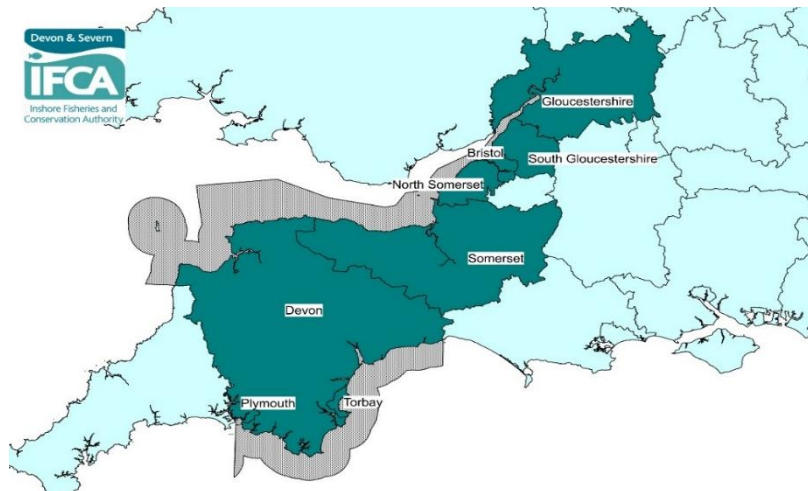 Devon & Severn
IFCA
Inshore Fisheries and
Conservation Authority
Gloucestershire
Bristol
South Gloucestershire
North Somerset
Somerset
Devon
Plymouth
Torbay